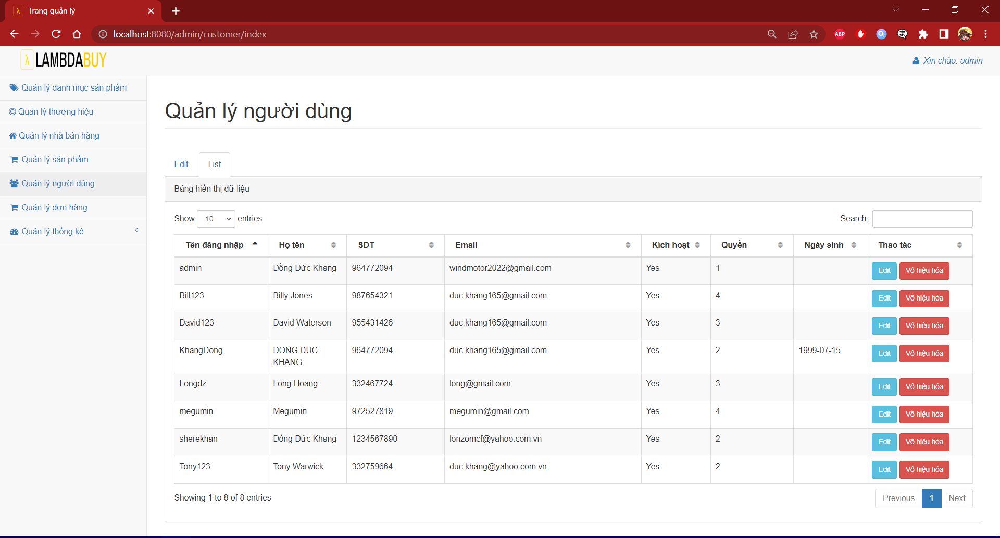 λ Trang quản lý
localhost:8080/admin/customer/index
ABP
ま
λ LAMBDABUY
Xin chào: admin
Quản lý danh mục sản phẩm
Quản lý thương hiệu
Quản lý nhà bán hàng
Quản lý sản phẩm
Quản lý người dùng
Quản lý đơn hàng
Quản lý thống kê
Quản lý người dùng
Edit List
Bảng hiển thị dữ liệu
Show 10 entries Search:
Tên đăng nhập Họ tên SDT Email Kích hoạt Quyền Ngày sinh Thao tác
admin Đồng Đức Khang 964772094 windmotor2022@gmail.com Yes 1 Edit Vô hiệu hóa
Bill123 Billy Jones 987654321 duc.khang165@gmail.com Yes 4 Edit Vô hiệu hóa
David123 David Waterson 955431426 duc.khang165@gmail.com Yes 3 Edit Vô hiệu hóa
KhangDong DONG DUC 964772094 duc.khang165@gmail.com Yes 2 1999-07-15 Edit Vô hiệu hóa
KHANG
Longdz Long Hoang 332467724 long@gmail.com Yes 3 Edit Vô hiệu hóa
megumin Megumin 972527819 megumin@gmail.com Yes 4 Edit Vô hiệu hóa
sherekhan Đồng Đức Khang 1234567890 lonzomcf@yahoo.com.vn Yes 2 Edit Vô hiệu hóa
Tony123 Tony Warwick 332759664 duc.khang@yahoo.com.vn Yes 2 Edit Vô hiệu hóa
Showing 1 to 8 of 8 entries Previous 1 Next